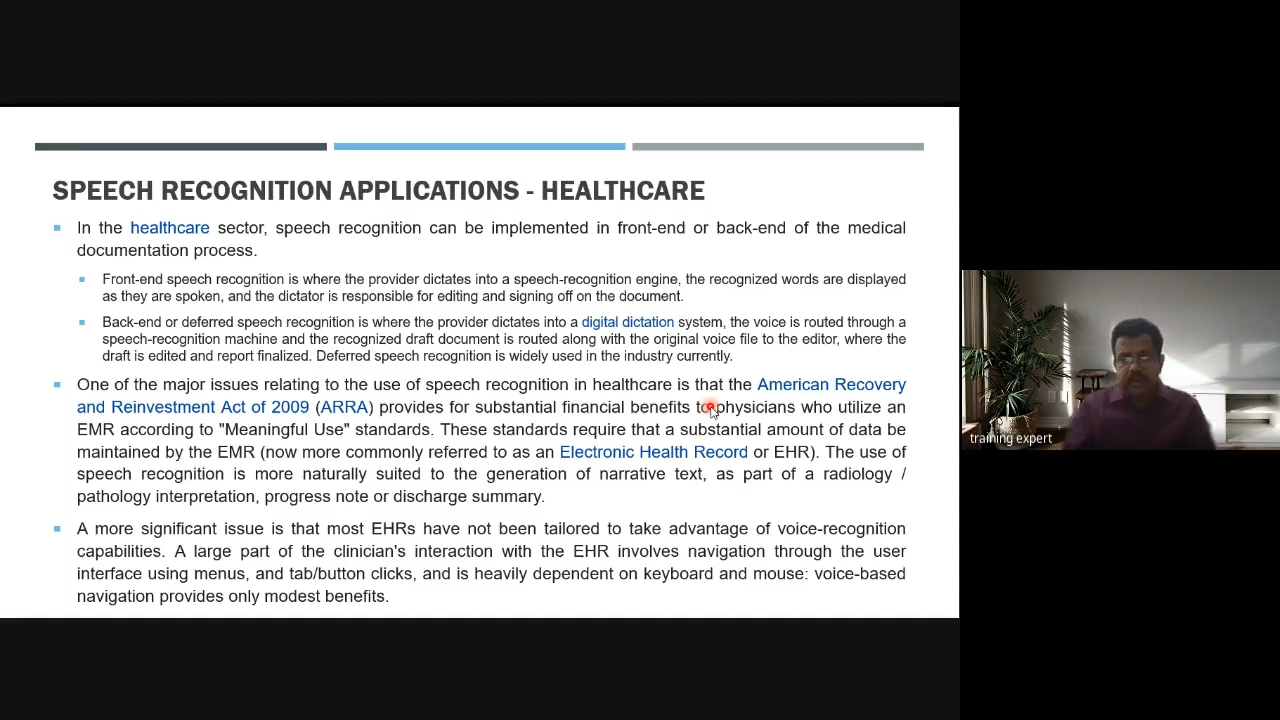 SPEECH RECOGNITION APPLICATIONS - HEALTHCARE
In the healthcare sector, speech recognition can be implemented in front-end or back-end of the medical
documentation process.
Front-end speech recognition is where the provider dictates into a speech-recognition engine, the recognized words are displayed
as they are spoken, and the dictator is responsible for editing and signing off on the document.
Back-end or deferred speech recognition is where the provider dictates into a digital dictation system, the voice is routed through a
speech-recognition machine and the recognized draft document is routed along with the original voice file to the editor, where the
draft is edited and report finalized. Deferred speech recognition is widely used in the industry currently.
One of the major issues relating to the use of speech recognition in healthcare is that the American Recovery
and Reinvestment Act of 2009 (ARRA) provides for substantial financial benefits to physicians who utilize an
EMR according to "Meaningful Use" standards. These standards require that a substantial amount of data be
maintained by the EMR (now more commonly referred to as an Electronic Health Record or EHR). The use of
speech recognition is more naturally suited to the generation of narrative text, as part of a radiology /
pathology interpretation, progress note or discharge summary.
training expert
A more significant issue is that most EHRs have not been tailored to take advantage of voice-recognition
capabilities. A large part of the clinician's interaction with the EHR involves navigation through the user
interface using menus, and tab/button clicks, and is heavily dependent on keyboard and mouse: voice-based
navigation provides only modest benefits.